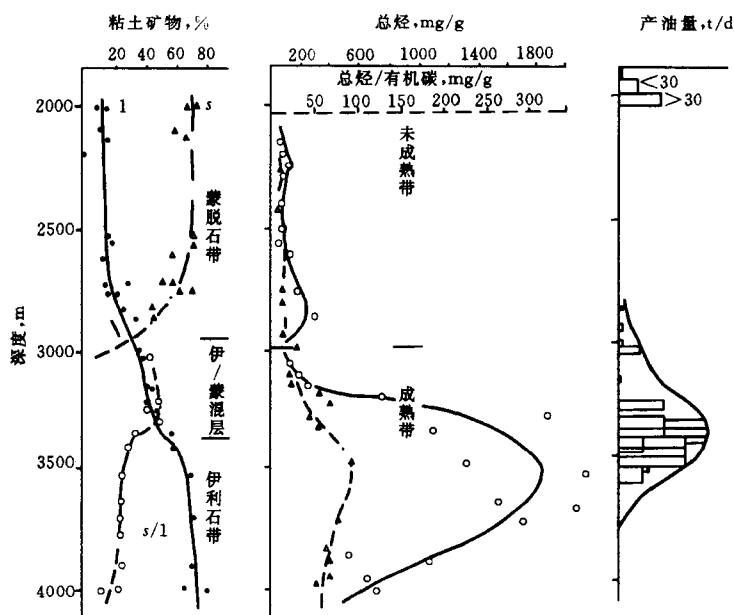 粘土矿物,%
20 40 60 80
总烃,mg/g
200 600 1000 1400 1800
总烃/有机碳,mg/g
50 100 150 200 250 300
产油量,t/d
<30
>30
深度,m
2000
2500
3000
3500
4000
1
s
蒙脱石带
伊/蒙混层
伊利石带
s/1
未成熟带
成熟带